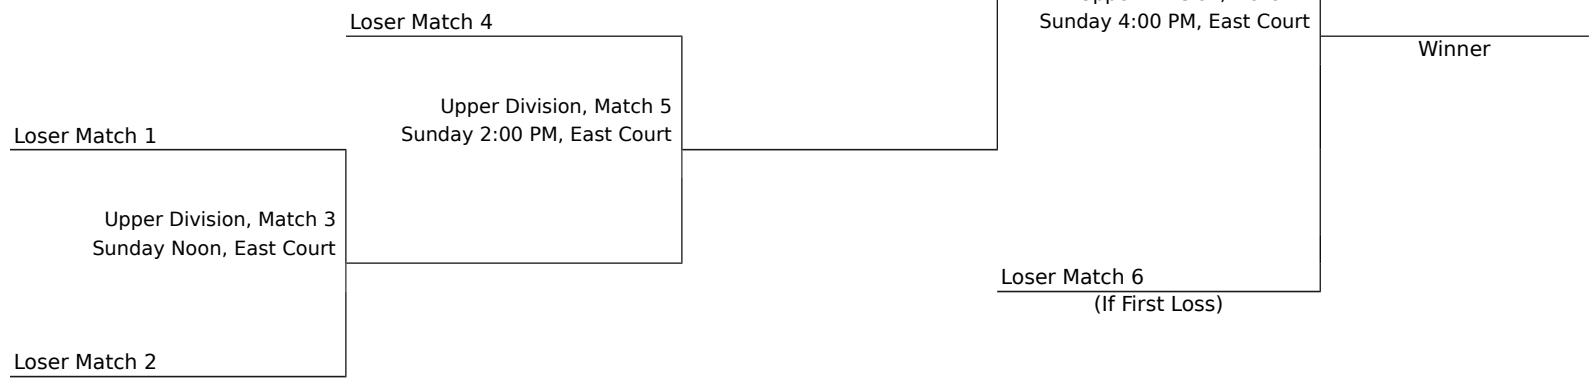 Loser Match 4
Sunday 4:00 PM, East Court
Winner
Upper Division, Match 5
Sunday 2:00 PM, East Court
Loser Match 1
Upper Division, Match 3
Sunday Noon, East Court
Loser Match 6
(If First Loss)
Loser Match 2